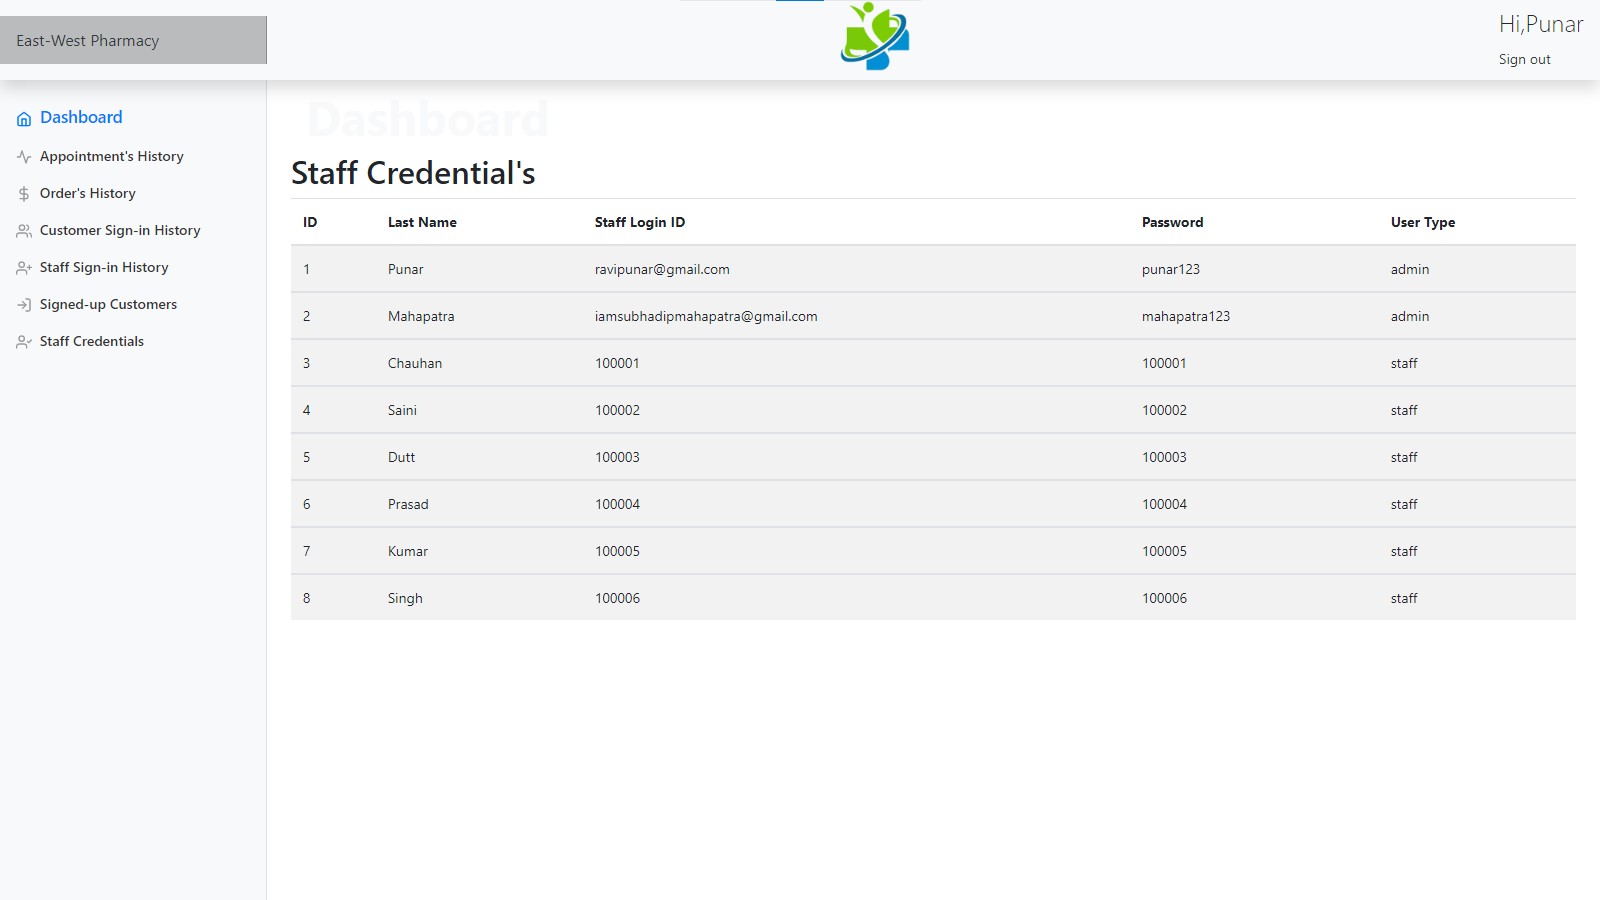 East-West Pharmacy
Hi,Punar
Sign out
Dashboard
Appointment's History
Order's History
Customer Sign-in History
Staff Sign-in History
Signed-up Customers
Staff Credentials
Dashboard
Staff Credential's
ID Last Name Staff Login ID Password User Type
1 Punar ravipunar@gmail.com punar123 admin
2 Mahapatra iamsubhadipmahapatra@gmail.com mahapatra123 admin
3 Chauhan 100001 100001 staff
4 Saini 100002 100002 staff
5 Dutt 100003 100003 staff
6 Prasad 100004 100004 staff
7 Kumar 100005 100005 staff
8 Singh 100006 100006 staff